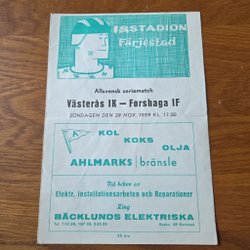 ISSTADION
Färjestad
Allsvensk seriematch
Västerås IK — Forshaga IF
SÖNDAGEN DEN 29 NOV. 1959 KL. 17.00
A
KOL
KOKS
OLJA
AHLMARKS bränsle
Vid behov av
Elektr. installationsarbeten och Reparationer
Ring
BÄCKLUNDS ELEKTRISKA